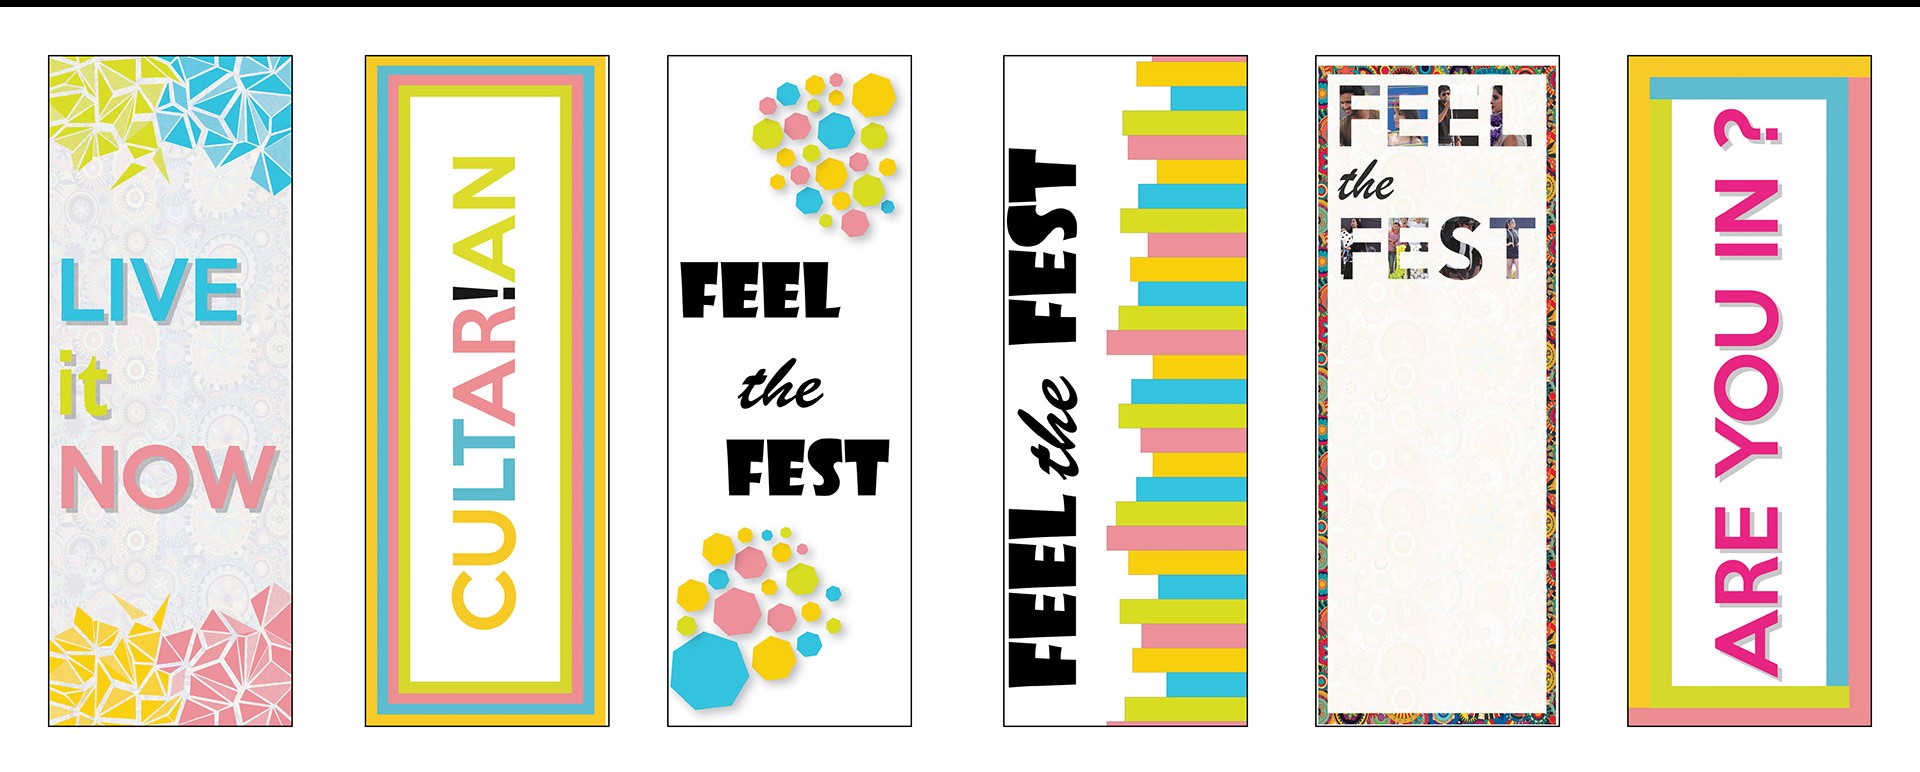 LIVE
it
NOW
CULTAR!AN
FEEL
the
FEST
FEEL the FEST
FEEL
the
FEST
ARE YOU IN ?